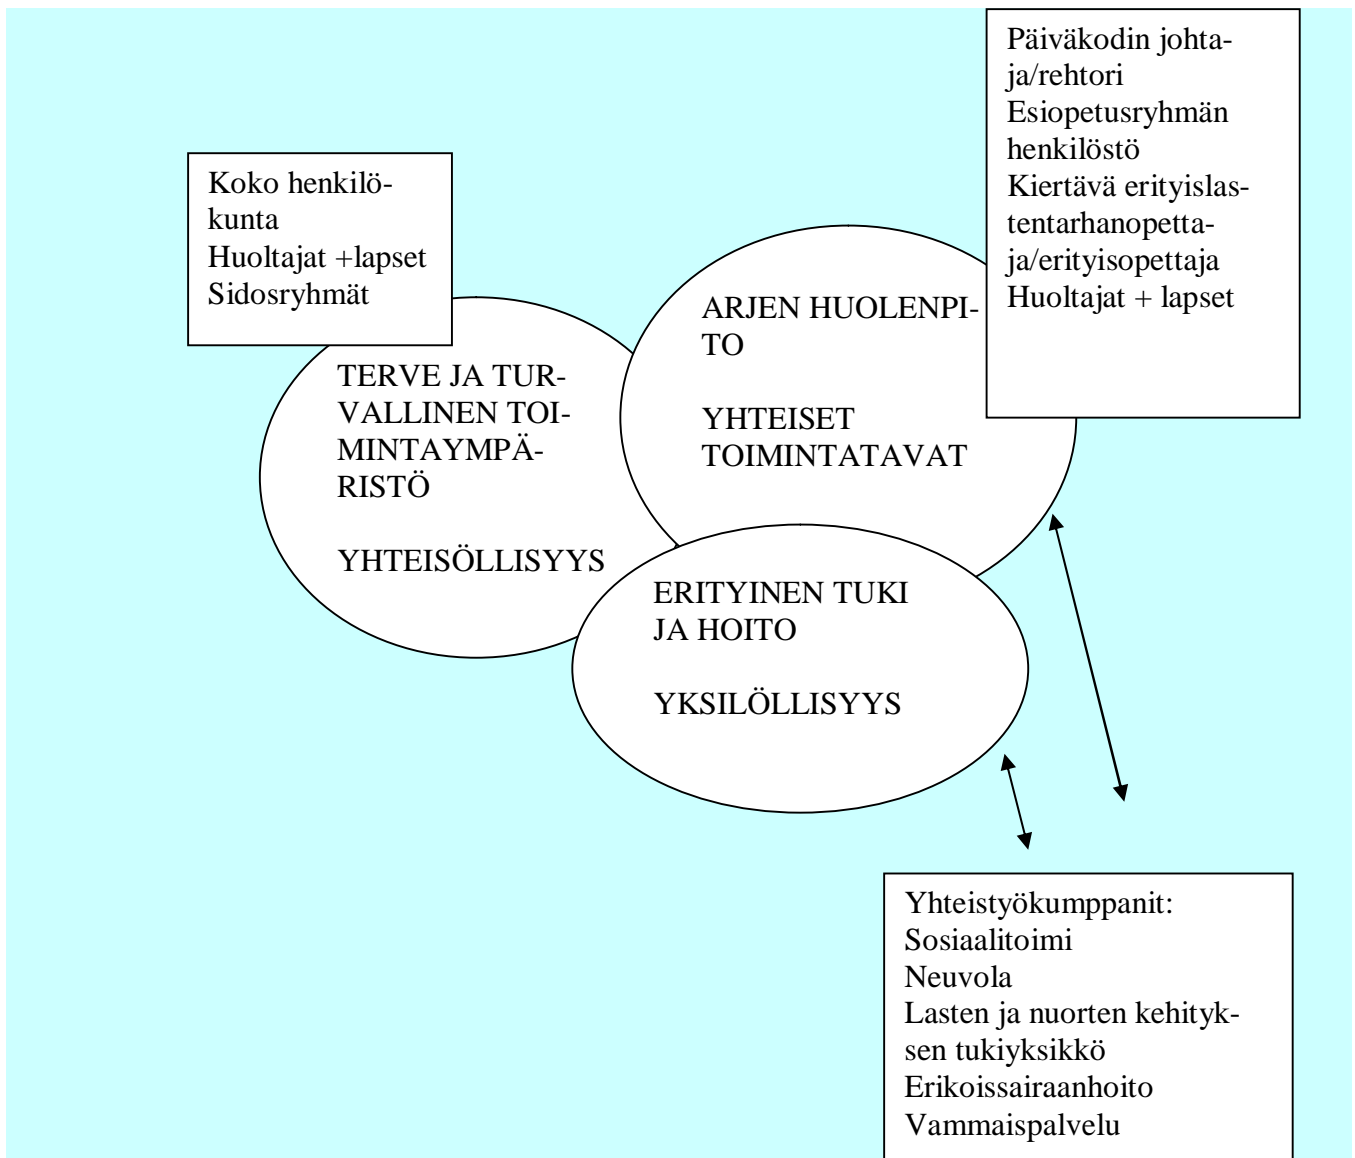 Päiväkodin johta-
ja/rehtori
Esiopetusryhmän
henkilöstö
Kiertävä erityislas-
tentarhanopetta-
ja/erityisopettaja
Huoltajat + lapset
Koko henkilö-
kunta
Huoltajat +lapset
Sidosryhmät
TERVE JA TUR-
VALLINEN TOI-
MINTAYMPÄ-
RISTÖ
YHTEISÖLLISYYS
ARJEN HUOLENPI-
TO
YHTEISET
TOIMINTATAVAT
ERITYINEN TUKI
JA HOITO
YKSILÖLLISYYS
Yhteistyökumppanit:
Sosiaalitoimi
Neuvola
Lasten ja nuorten kehityk-
sen tukiyksikkö
Erikoissairaanhoito
Vammaispalvelu